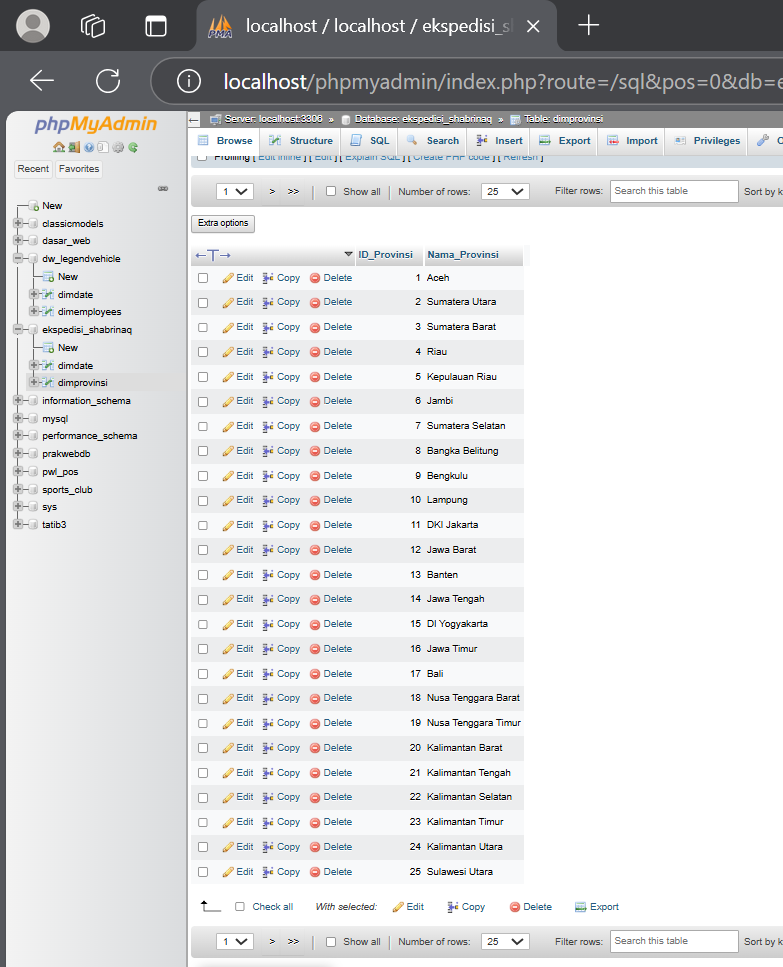 localhost / localhost / ekspedisi_s
localhost/phpmyadmin/index.php?route=/sql&pos=0&db=e
phpMyAdmin
Recent Favorites
New
classicmodels
dasar_web
dw_legendvehicle
New
dimdate
dimemployees
ekspedisi_shabrinaq
New
dimdate
dimprovinsi
information_schema
mysql
performance_schema
prakwebdb
pwl_pos
sports_club
sys
tatib3
Server: localhost:3306 » Database: ekspedisi_shabrinaq » Table: dimprovinsi
Browse Structure SQL Search Insert Export Import Privileges
Profiling [ Edit inline ] [ Edit ] [ Explain SQL ] [ Create PHP code ] [ Refresh ]
1 > >> | Show all | Number of rows: 25 Filter rows: Search this table Sort by k
Extra options
←T→ ID_Provinsi Nama_Provinsi
Edit Copy Delete 1 Aceh
Edit Copy Delete 2 Sumatera Utara
Edit Copy Delete 3 Sumatera Barat
Edit Copy Delete 4 Riau
Edit Copy Delete 5 Kepulauan Riau
Edit Copy Delete 6 Jambi
Edit Copy Delete 7 Sumatera Selatan
Edit Copy Delete 8 Bangka Belitung
Edit Copy Delete 9 Bengkulu
Edit Copy Delete 10 Lampung
Edit Copy Delete 11 DKI Jakarta
Edit Copy Delete 12 Jawa Barat
Edit Copy Delete 13 Banten
Edit Copy Delete 14 Jawa Tengah
Edit Copy Delete 15 DI Yogyakarta
Edit Copy Delete 16 Jawa Timur
Edit Copy Delete 17 Bali
Edit Copy Delete 18 Nusa Tenggara Barat
Edit Copy Delete 19 Nusa Tenggara Timur
Edit Copy Delete 20 Kalimantan Barat
Edit Copy Delete 21 Kalimantan Tengah
Edit Copy Delete 22 Kalimantan Selatan
Edit Copy Delete 23 Kalimantan Timur
Edit Copy Delete 24 Kalimantan Utara
Edit Copy Delete 25 Sulawesi Utara
Check all With selected: Edit Copy Delete Export
1 > >> | Show all | Number of rows: 25 Filter rows: Search this table Sort by k